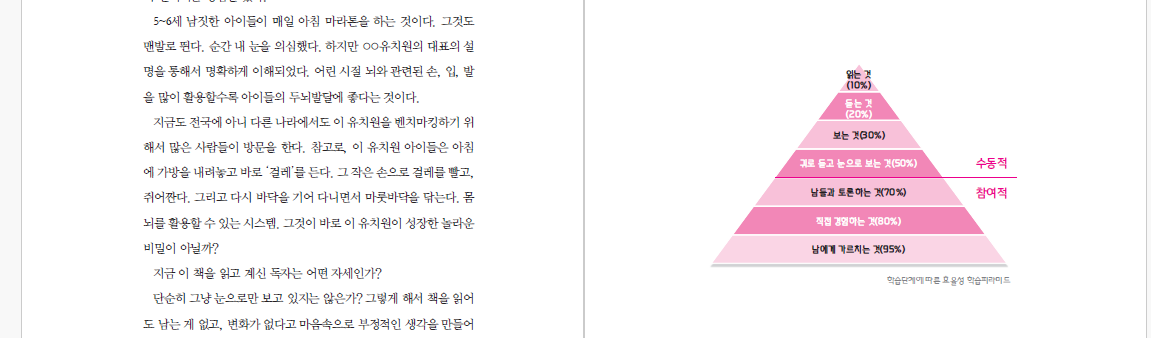 5~6세 남짓한 아이들이 매일 아침 마라톤을 하는 것이다. 그것도
맨발로 뛴다. 순간 내 눈을 의심했다. 하지만 ○○유치원의 대표의 설
명을 통해서 명확하게 이해되었다. 어린 시절 뇌와 관련된 손, 입, 발
을 많이 활용할수록 아이들의 두뇌발달에 좋다는 것이다.
지금도 전국에 아니 다른 나라에서도 이 유치원을 벤치마킹하기 위
해서 많은 사람들이 방문을 한다. 참고로, 이 유치원 아이들은 아침
에 가방을 내려놓고 바로 '걸레'를 든다. 그 작은 손으로 걸레를 빨고,
쥐어짠다. 그리고 다시 바닥을 기어 다니면서 마룻바닥을 닦는다. 몸
뇌를 활용할 수 있는 시스템. 그것이 바로 이 유치원이 성장한 놀라운
비밀이 아닐까?
지금 이 책을 읽고 계신 독자는 어떤 자세인가?
단순히 그냥 눈으로만 보고 있지는 않은가? 그렇게 해서 책을 읽어
도 남는 게 없고, 변화가 없다고 마음속으로 부정적인 생각을 만들어
읽는 것
(10%)
듣는 것
(20%)
보는 것(30%)
귀로 듣고 눈으로 보는 것(50%)
수동적
남들과 토론하는 것(70%)
참여적
직접 경험하는 것(80%)
남에게 가르치는 것(95%)
학습단계에 따른 효율성 학습피라미드